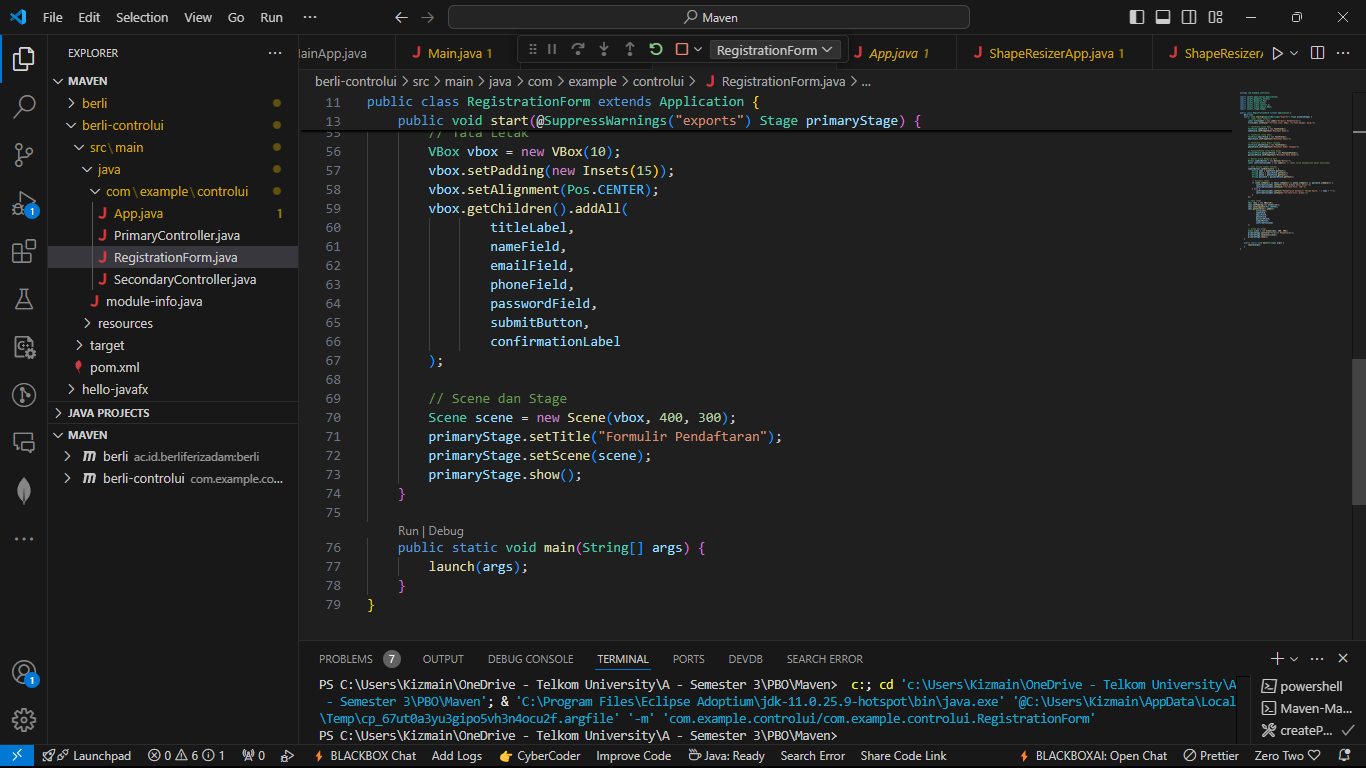 File Edit Selection View Go Run ··· Maven
EXPLORER ···
MAVEN
berli
berli-controlui
src\main
java
com\example\controlui
App.java 1
PrimaryController.java
RegistrationForm.java
SecondaryController.java
module-info.java
resources
target
pom.xml
hello-javafx
JAVA PROJECTS
MAVEN
berli ac.id.berliferizadam:berli
berli-controlui com.example.co...
1
1
ainApp.java Main.java 1 RegistrationForm App.java 1 ShapeResizerApp.java 1 ShapeResizer
berli-controlui > src > main > java > com > example > controlui > RegistrationForm.java > ...
11 public class RegistrationForm extends Application {
13 public void start(@SuppressWarnings("exports") Stage primaryStage) {
55 // Tata Letak
56 VBox vbox = new VBox(10);
57 vbox.setPadding(new Insets(15));
58 vbox.setAlignment(Pos.CENTER);
59 vbox.getChildren().addAll(
60 titleLabel,
61 nameField,
62 emailField,
63 phoneField,
64 passwordField,
65 submitButton,
66 confirmationLabel
67 );
68
69 // Scene dan Stage
70 Scene scene = new Scene(vbox, 400, 300);
71 primaryStage.setTitle("Formulir Pendaftaran");
72 primaryStage.setScene(scene);
73 primaryStage.show();
74 }
75
Run | Debug
76 public static void main(String[] args) {
77 launch(args);
78 }
79 }
PROBLEMS 7 OUTPUT DEBUG CONSOLE TERMINAL PORTS DEVDB SEARCH ERROR
PS C:\Users\Kizmain\OneDrive - Telkom University\A - Semester 3\PBO\Maven> c:; cd 'c:\Users\Kizmain\OneDrive - Telkom University\A
- Semester 3\PBO\Maven'; & 'C:\Program Files\Eclipse Adoptium\jdk-11.0.25.9-hotspot\bin\java.exe' '@C:\Users\Kizmain\AppData\Local
\Temp\cp_67ut0a3yu3gipo5vh3n4ocu2f.argfile' '-m' 'com.example.controlui/com.example.controlui.RegistrationForm'
PS C:\Users\Kizmain\OneDrive - Telkom University\A - Semester 3\PBO\Maven>
powershell
Maven-Ma...
createP...
Launchpad 0 6 1 0 BLACKBOX Chat Add Logs CyberCoder Improve Code Java: Ready Search Error Share Code Link BLACKBOXAI: Open Chat Prettier Zero Two